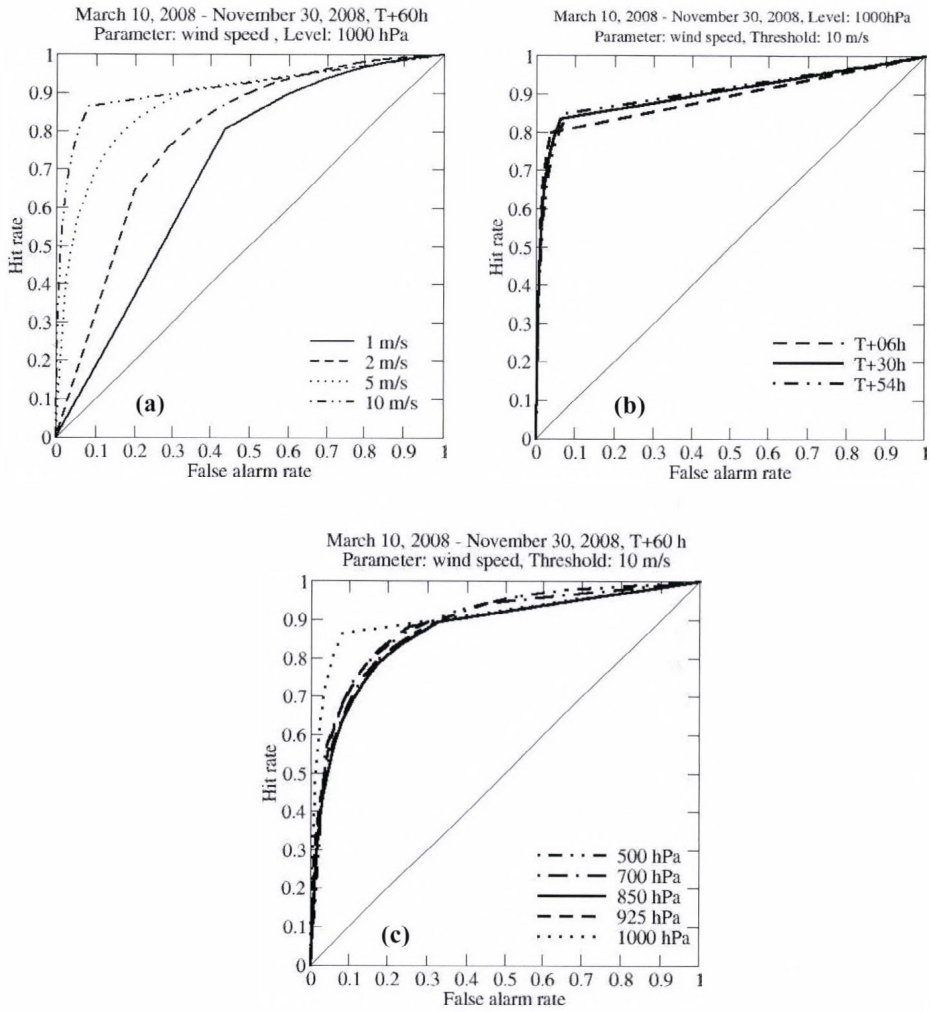 March 10, 2008 - November 30, 2008, T+60h
Parameter: wind speed , Level: 1000 hPa
1
0.9
0.8
0.7
0.6
0.5
0.4
0.3
0.2
0.1
0
Hit rate
1 m/s
2 m/s
5 m/s
10 m/s
(a)
0 0.1 0.2 0.3 0.4 0.5 0.6 0.7 0.8 0.9 1
False alarm rate
March 10, 2008 - November 30, 2008, Level: 1000hPa
Parameter: wind speed, Threshold: 10 m/s
1
0.9
0.8
0.7
0.6
0.5
0.4
0.3
0.2
0.1
0
Hit rate
T+06h
T+30h
T+54h
(b)
0 0.1 0.2 0.3 0.4 0.5 0.6 0.7 0.8 0.9 1
False alarm rate
March 10, 2008 - November 30, 2008, T+60 h
Parameter: wind speed, Threshold: 10 m/s
1
0.9
0.8
0.7
0.6
0.5
0.4
0.3
0.2
0.1
0
Hit rate
500 hPa
700 hPa
850 hPa
925 hPa
1000 hPa
(c)
0 0.1 0.2 0.3 0.4 0.5 0.6 0.7 0.8 0.9 1
False alarm rate